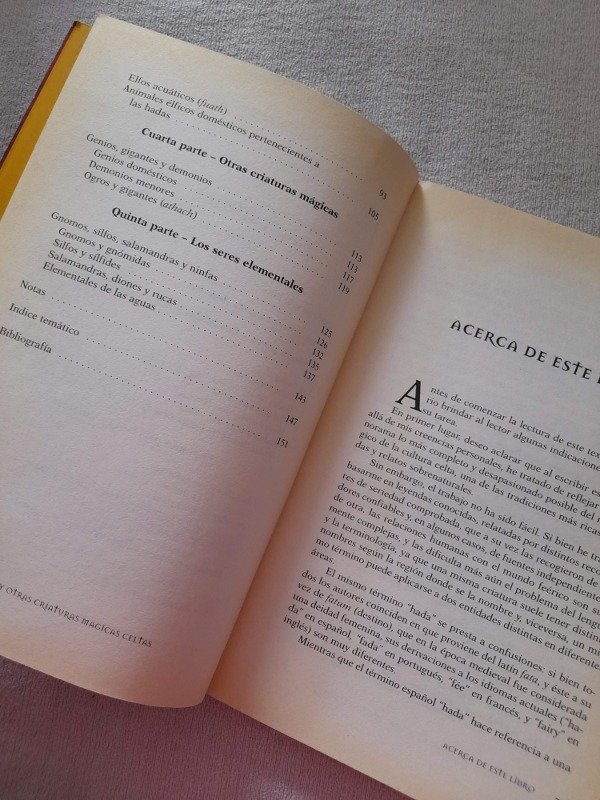 Elfos acuáticos (fuath) 93
Animales élficos domésticos pertenecientes a
las hadas 105
Cuarta parte – Otras criaturas mágicas
Genios, gigantes y demonios 113
Genios domésticos 113
Demonios menores 117
Ogros y gigantes (athach) 119
Quinta parte – Los seres elementales
Gnomos, silfos, salamandras y ninfas 125
Gnomos y gnómidas 126
Silfos y sílfides 132
Salamandras, diones y rucas 135
Elementales de las aguas 137
Notas 143
Indice temático 147
Bibliografía 151
Y OTRAS CRIATURAS MÁGICAS CELTAS
ACERCA DE ESTE
Antes de comenzar la lectura de este
rio brindar al lector algunas indicacion
su tarea.
En primer lugar, deseo aclarar que al escribir es
allá de mis creencias personales, he tratado de reflejar
norama lo más completo y desapasionado posible del
gico de la cultura celta, una de las tradiciones más ricas
das y relatos sobrenaturales.
Sin embargo, el trabajo no ha sido fácil. Si bien he tra
basarme en leyendas conocidas, relatadas por distintos reco
res de seriedad comprobada, que a su vez las recogieron de
dores confiables y, en algunos casos, de fuentes independiente
de otra, las relaciones humanas con el mundo feérico son su
mente complejas, y las dificulta más aún el problema del lengu
y la terminología, ya que una misma criatura suele tener distint
nombres según la región donde se la nombre, y, viceversa, un mi
mo término puede aplicarse a dos entidades distintas en diferente
áreas.
El mismo término "hada" se presta a confusiones; si bien to-
dos los autores coinciden en que proviene del latín fata, y éste a su
vez de fatum (destino), que en la época medieval fue considerada
una deidad femenina, sus derivaciones a los idiomas actuales ("ha-
da" en español, "fada" en portugués, "fée" en francés, y "fairy" en
inglés) son muy diferentes.
Mientras que el término español "hada" hace referencia a una
ACERCA DE ESTE LIBRO